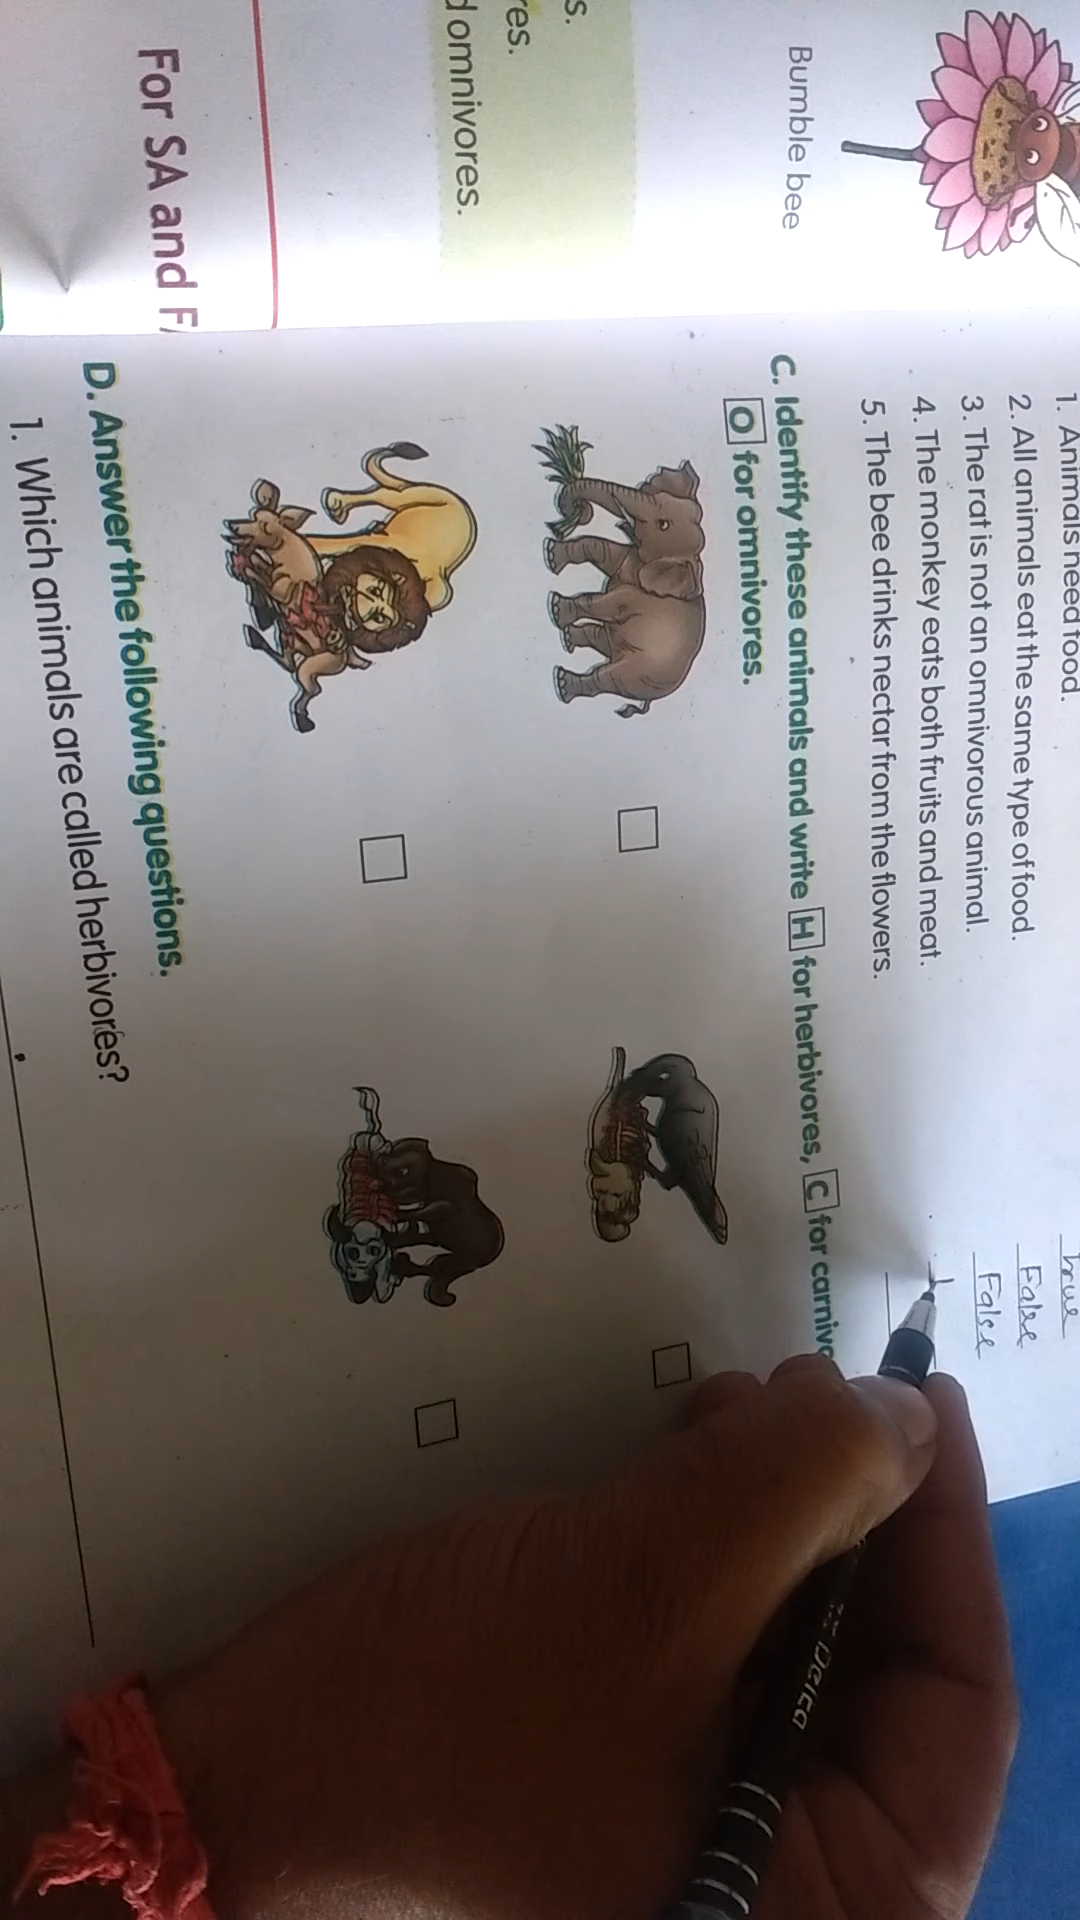 Bumble bee
s.
res.
d omnivores.
For SA and F
1. Animals need food. true
2. All animals eat the same type of food. False
3. The rat is not an omnivorous animal. False
4. The monkey eats both fruits and meat.
5. The bee drinks nectar from the flowers.
C. Identify these animals and write H for herbivores, C for carnivo
O for omnivores.
D. Answer the following questions.
1. Which animals are called herbivores?
Delta